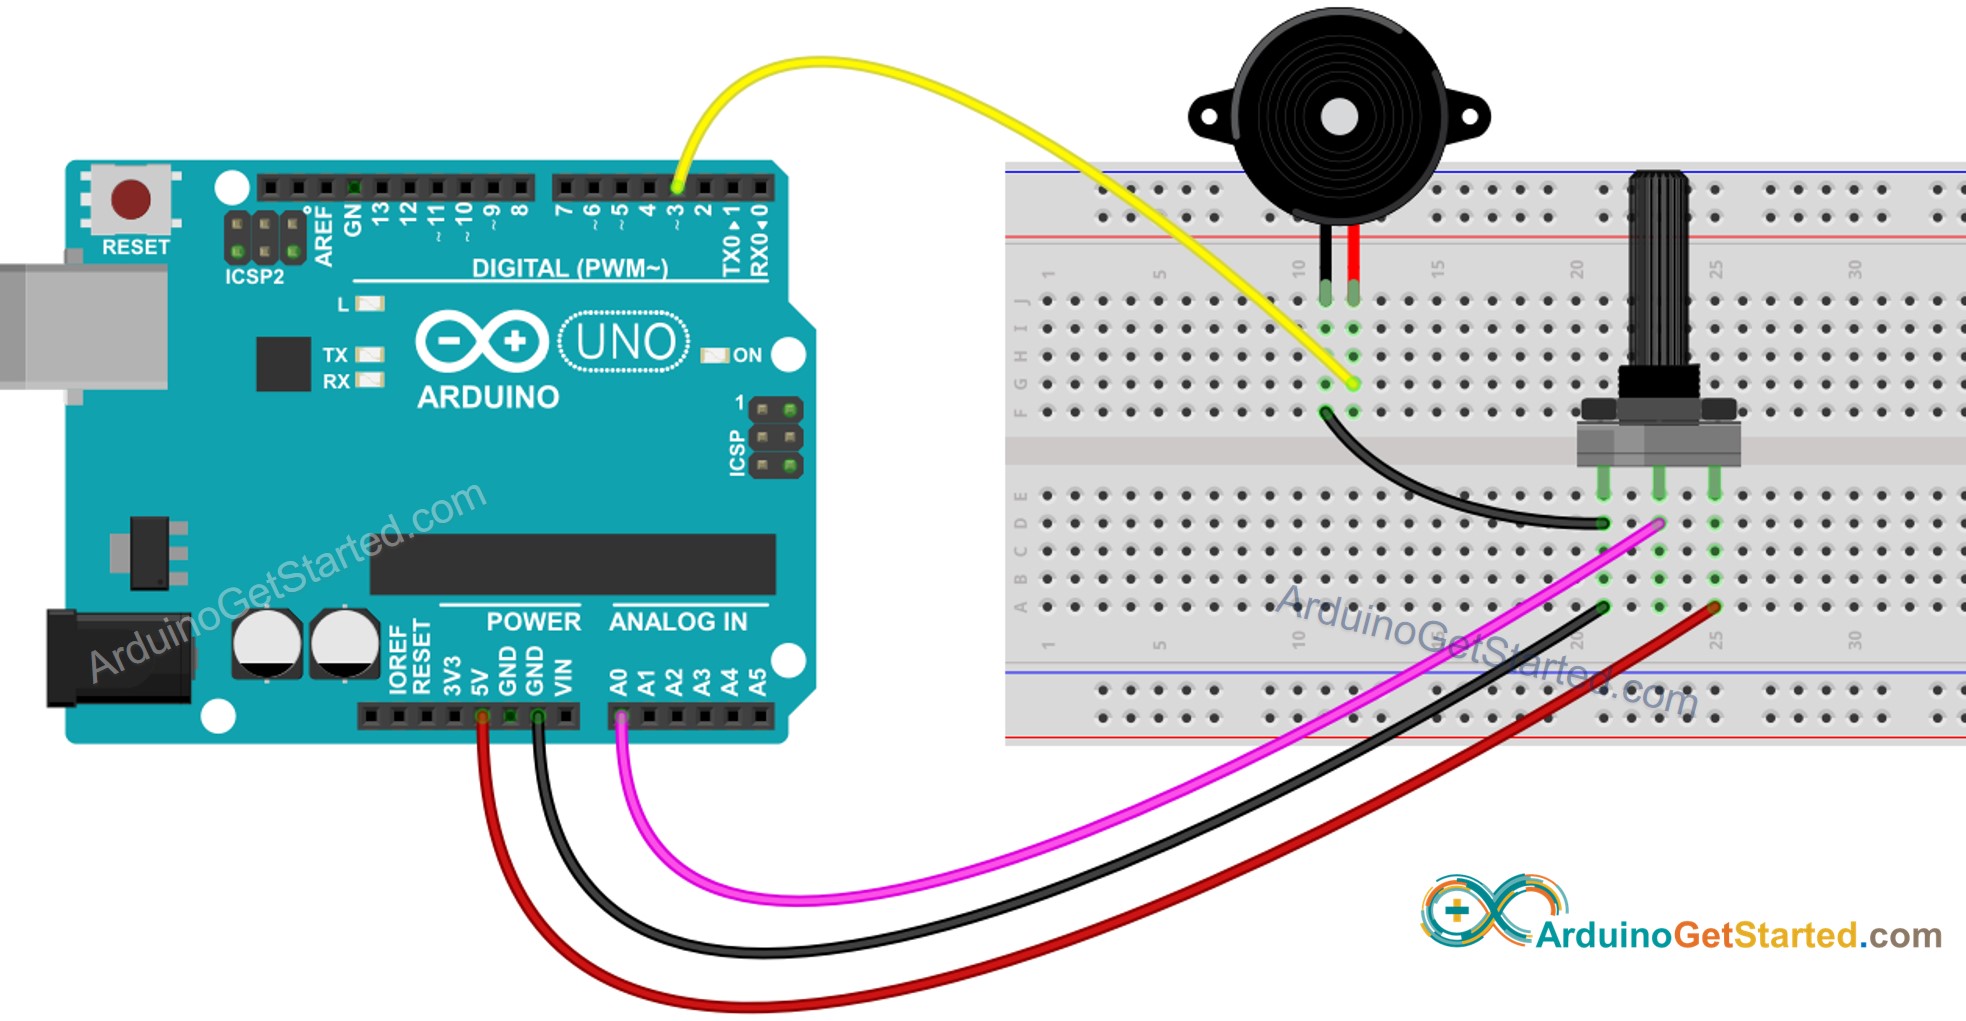 RESET
ICSP2
AREF
GN
13
12
~11
~10
~9
8
7
~6
~5
4
~3
2
TX0▶1
RX0◀0
DIGITAL (PWM~)
L
TX
RX
UNO
ON
ARDUINO
1
ICSP
POWER
ANALOG IN
IOREF
RESET
3V3
5V
GND
GND
VIN
A0
A1
A2
A3
A4
A5
ArduinoGetStarted.com
1 5 10 15 20 25 30
J
I
H
G
F
E
D
C
B
A
1 5 10 15 20 25 30
ArduinoGetStarted.com
ArduinoGetStarted.com